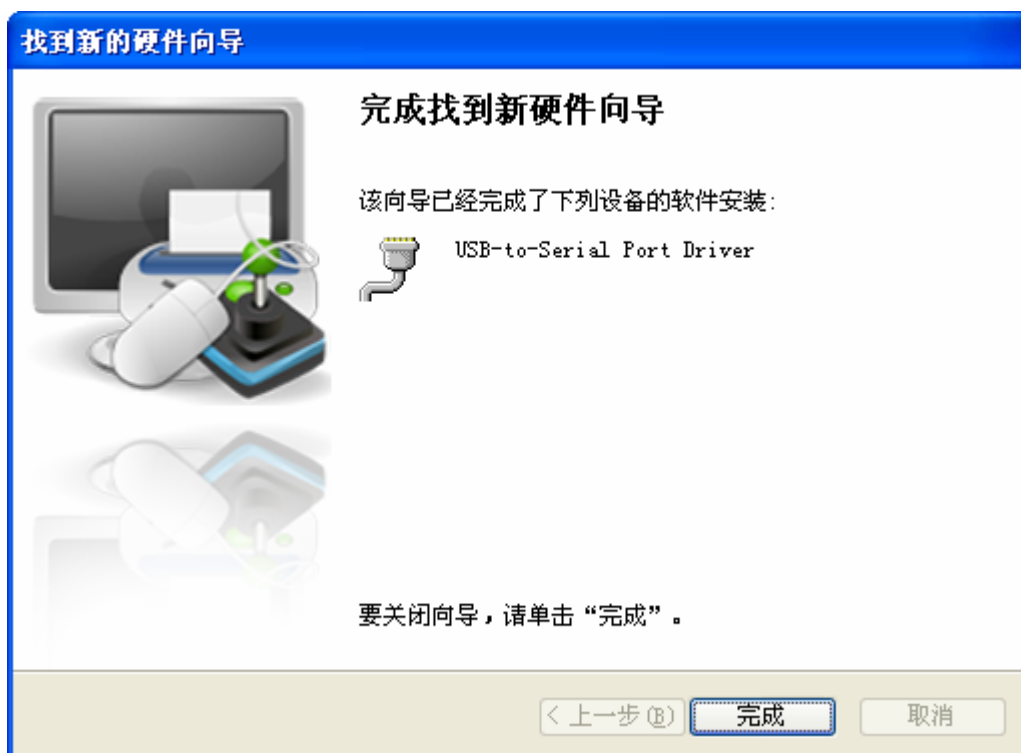 找到新的硬件向导
完成找到新硬件向导
该向导已经完成了下列设备的软件安装:
USB-to-Serial Port Driver
要关闭向导，请单击“完成”。
< 上一步(B)
完成
取消